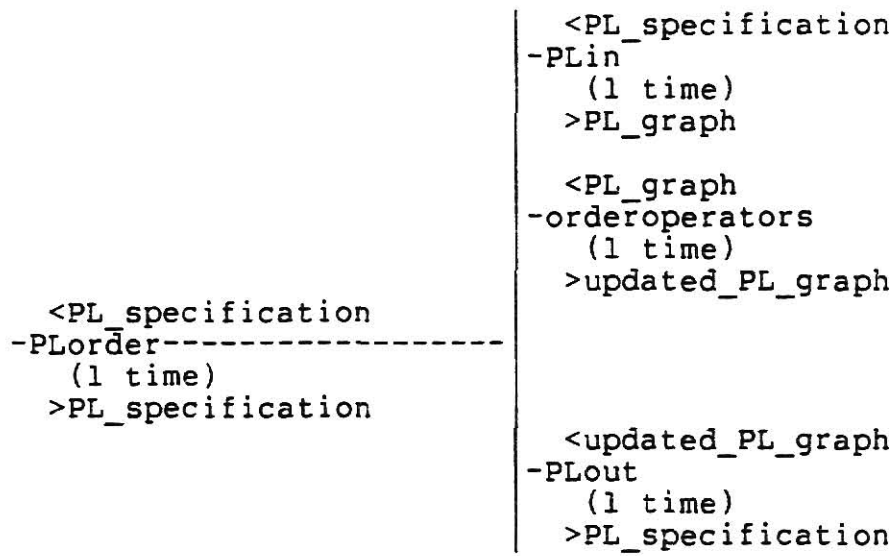 <PL_specification
-PLin
(1 time)
>PL_graph
<PL_graph
-orderoperators
(1 time)
>updated_PL_graph
<PL_specification
-PLorder------------------
(1 time)
>PL_specification
<updated_PL_graph
-PLout
(1 time)
>PL_specification